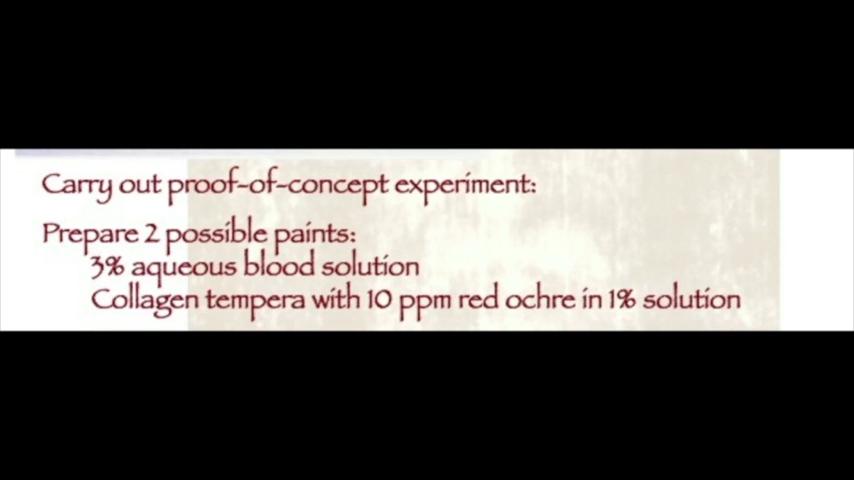 Carry out proof-of-concept experiment:
Prepare 2 possible paints:
3% aqueous blood solution
Collagen tempera with 10 ppm red ochre in 1% solution